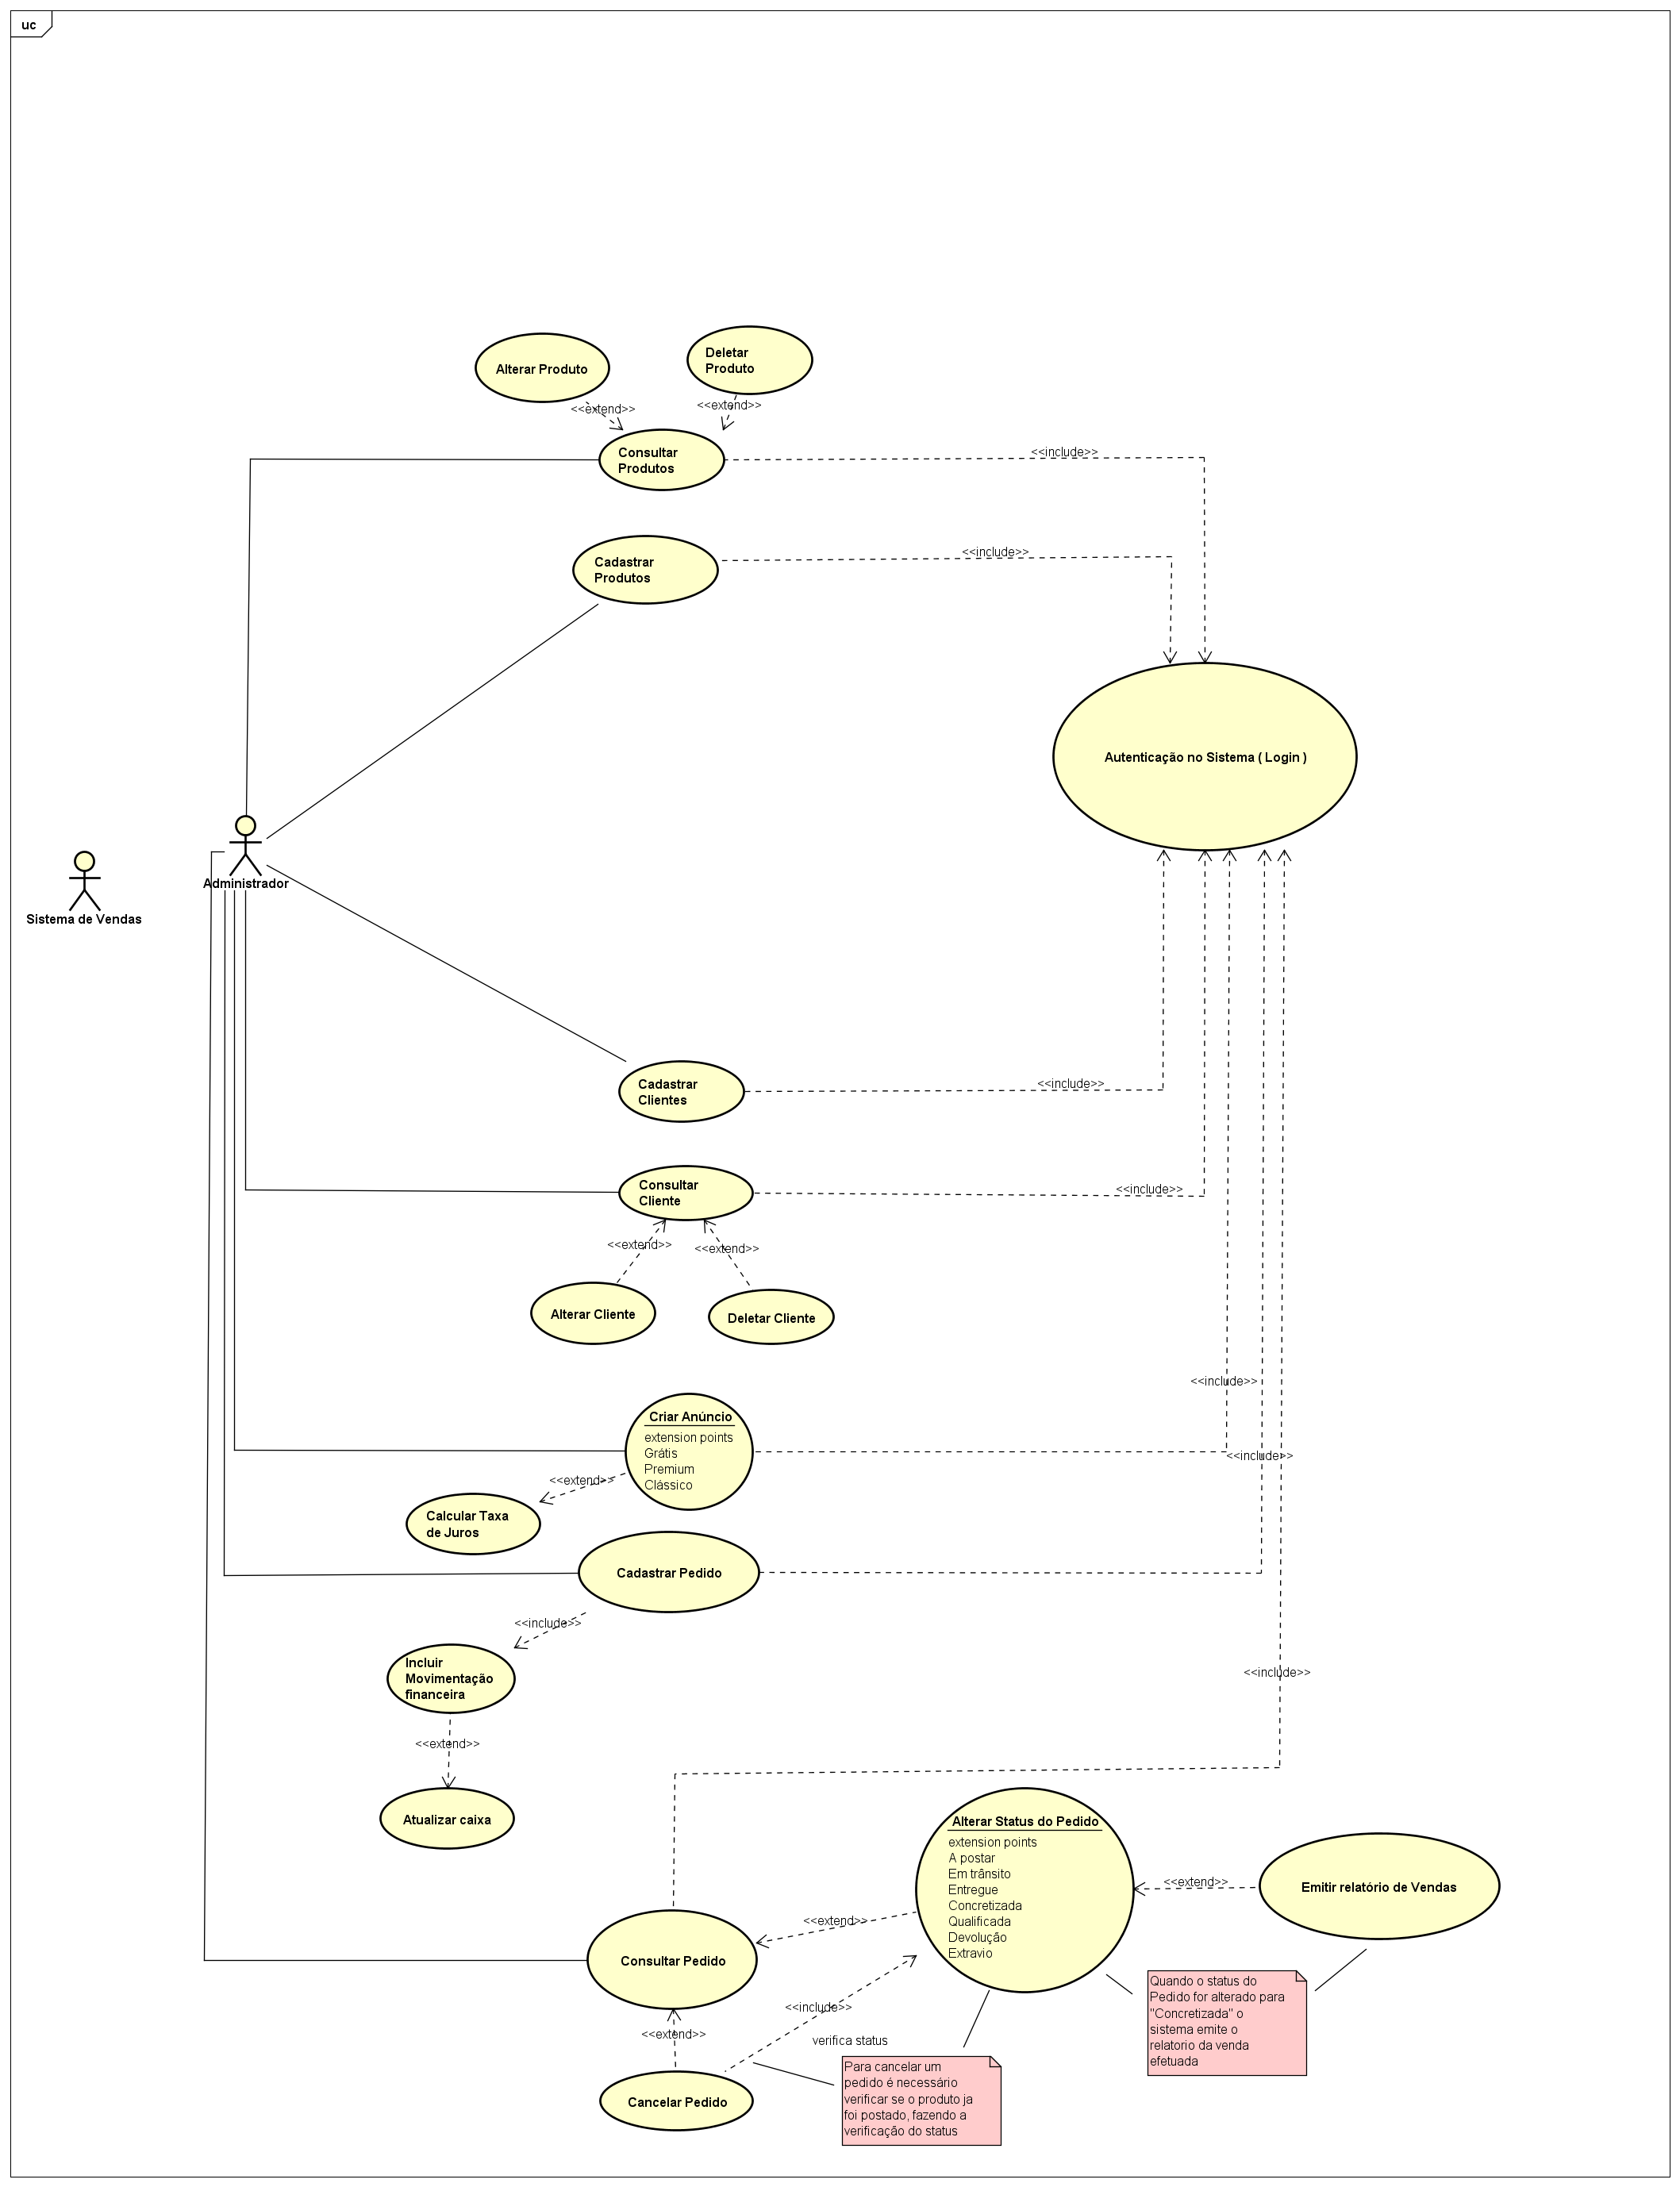 uc
Alterar Produto
Deletar
Produto
<<extend>>
<<extend>>
Consultar
Produtos
<<include>>
Cadastrar
Produtos
<<include>>
Autenticação no Sistema ( Login )
Administrador
Sistema de Vendas
Cadastrar
Clientes
<<include>>
Consultar
Cliente
<<include>>
<<extend>>
<<extend>>
Alterar Cliente
Deletar Cliente
<<include>>
Criar Anúncio
extension points
Grátis
Premium
Clássico
<<include>>
<<extend>>
Calcular Taxa
de Juros
Cadastrar Pedido
<<include>>
Incluir
Movimentação
financeira
<<include>>
<<extend>>
Atualizar caixa
Alterar Status do Pedido
extension points
A postar
Em trânsito
Entregue
Concretizada
Qualificada
Devolução
Extravio
<<extend>>
Emitir relatório de Vendas
<<extend>>
Consultar Pedido
Quando o status do
Pedido for alterado para
"Concretizada" o
sistema emite o
relatorio da venda
efetuada
<<include>>
<<extend>>
verifica status
Para cancelar um
pedido é necessário
verificar se o produto ja
foi postado, fazendo a
verificação do status
Cancelar Pedido